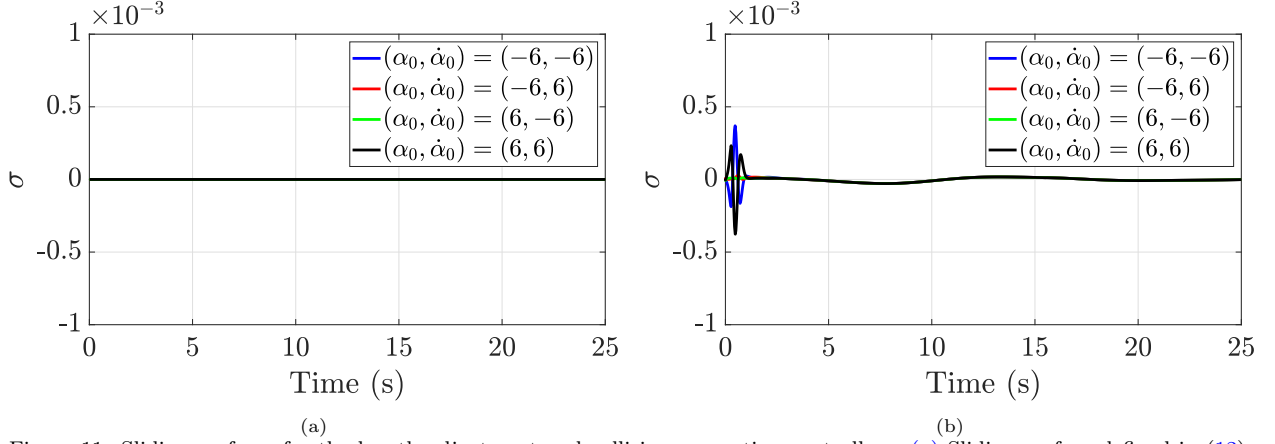 ×10⁻³
1
0.5
0
-0.5
-1
σ
(α₀, α̇₀) = (−6, −6)
(α₀, α̇₀) = (−6, 6)
(α₀, α̇₀) = (6, −6)
(α₀, α̇₀) = (6, 6)
0 5 10 15 20 25
Time (s)
(a)
×10⁻³
1
0.5
0
-0.5
-1
σ
(α₀, α̇₀) = (−6, −6)
(α₀, α̇₀) = (−6, 6)
(α₀, α̇₀) = (6, −6)
(α₀, α̇₀) = (6, 6)
0 5 10 15 20 25
Time (s)
(b)